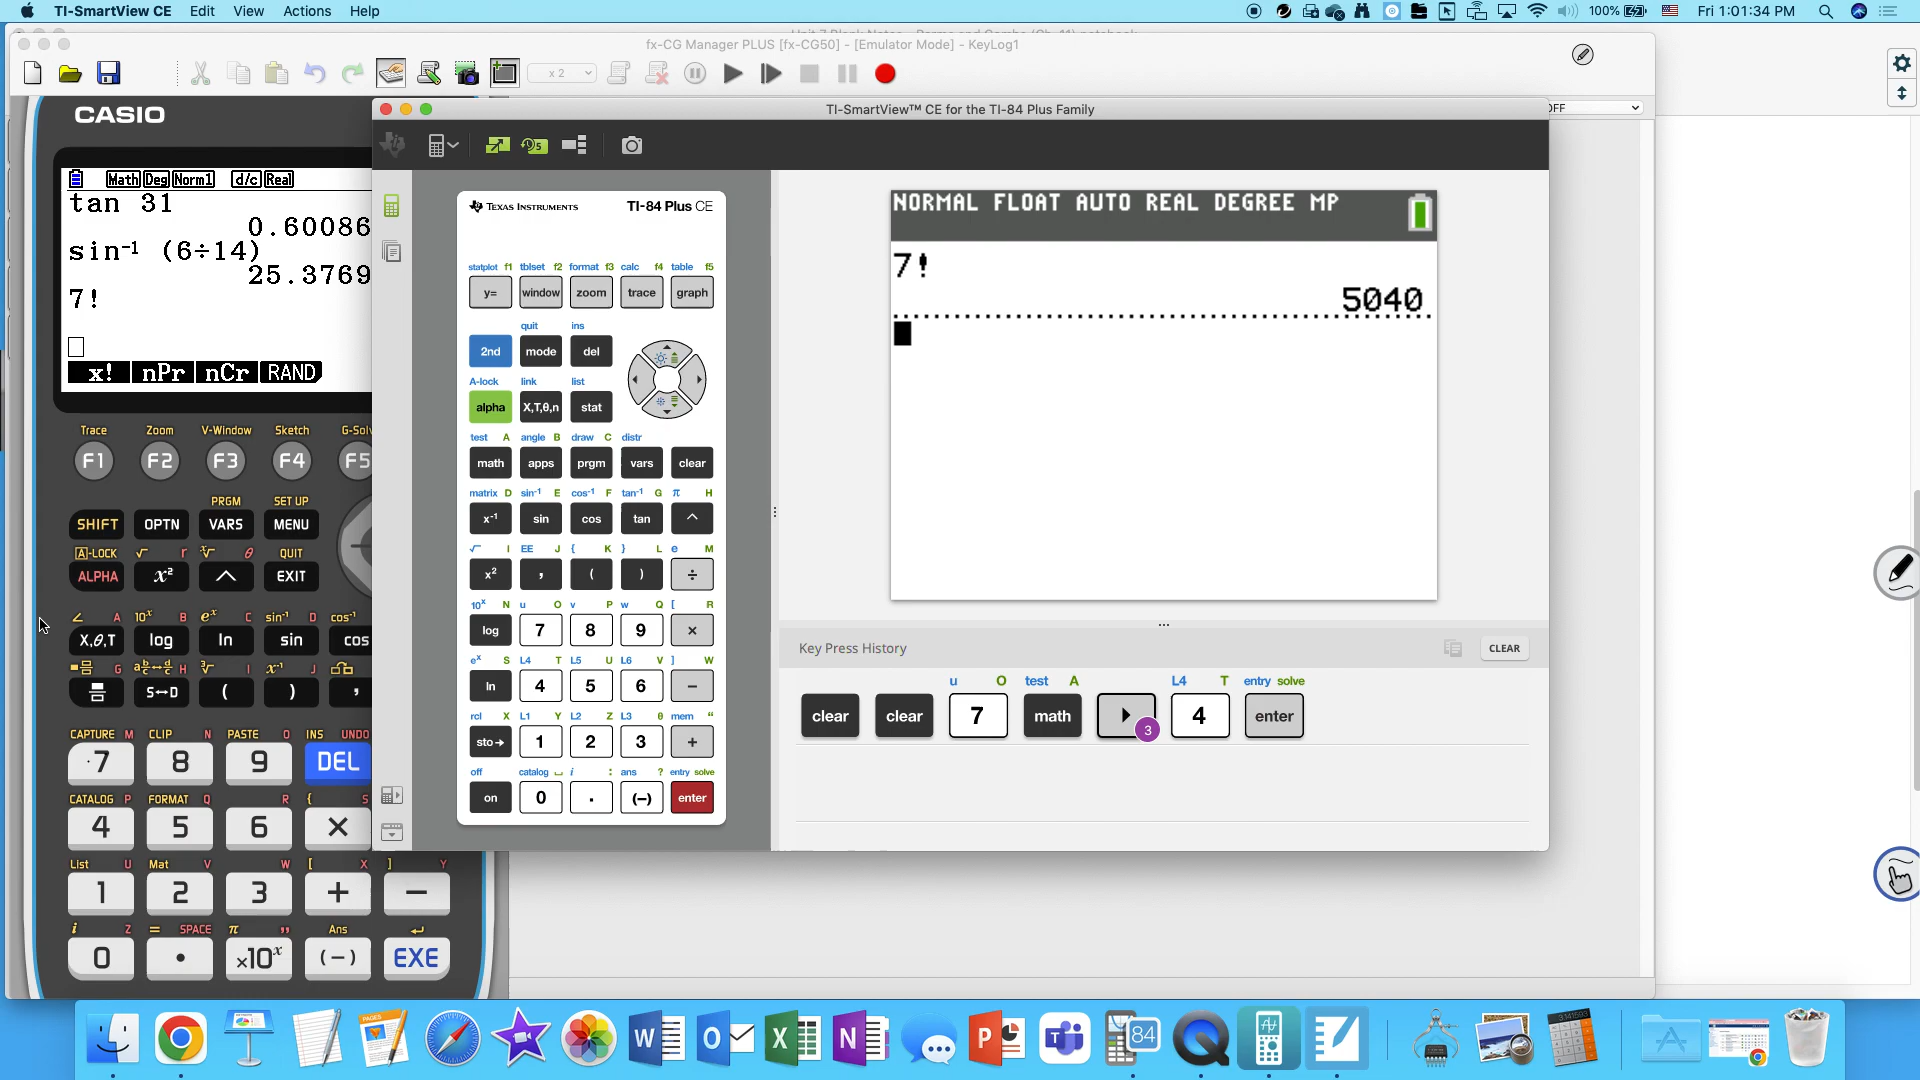 TI-SmartView CE Edit View Actions Help
100% Fri 1:01:34 PM
fx-CG Manager PLUS [fx-CG50] - [Emulator Mode] - KeyLog1
x 2
CASIO
Math Deg Norm1 d/c Real
tan 31
0.60086
sin⁻¹ (6÷14)
25.3769
7!
x! nPr nCr RAND
Trace Zoom V-Window Sketch G-Solv
F1 F2 F3 F4 F5
PRGM SET UP
SHIFT OPTN VARS MENU
A-LOCK √ r ∛ θ QUIT
ALPHA x² ^ EXIT
∠ A 10ˣ B eˣ C sin⁻¹ D cos⁻¹
X,θ,T log ln sin cos
G H ∛ I x⁻¹ J
S↔D ( ) ,
CAPTURE M CLIP N PASTE O INS UNDO
7 8 9 DEL
CATALOG P FORMAT Q R { S
4 5 6 ×
List U Mat V W [ X ] Y
1 2 3 + −
i Z = SPACE π " Ans
0 • ×10ˣ (−) EXE
TI-SmartView™ CE for the TI-84 Plus Family
OFF
TEXAS INSTRUMENTS TI-84 Plus CE
statplot f1 tblset f2 format f3 calc f4 table f5
y= window zoom trace graph
quit ins
2nd mode del
A-lock link list
alpha X,T,θ,n stat
test A angle B draw C distr
math apps prgm vars clear
matrix D sin⁻¹ E cos⁻¹ F tan⁻¹ G π H
x⁻¹ sin cos tan ^
√ I EE J { K } L e M
x² , ( ) ÷
10ˣ N u O v P w Q [ R
log 7 8 9 ×
eˣ S L4 T L5 U L6 V ] W
ln 4 5 6 −
rcl X L1 Y L2 Z L3 θ mem "
sto→ 1 2 3 +
off catalog i : ans ? entry solve
on 0 . (−) enter
NORMAL FLOAT AUTO REAL DEGREE MP
7!
5040
Key Press History CLEAR
u O test A L4 T entry solve
clear clear 7 math 3 4 enter
84